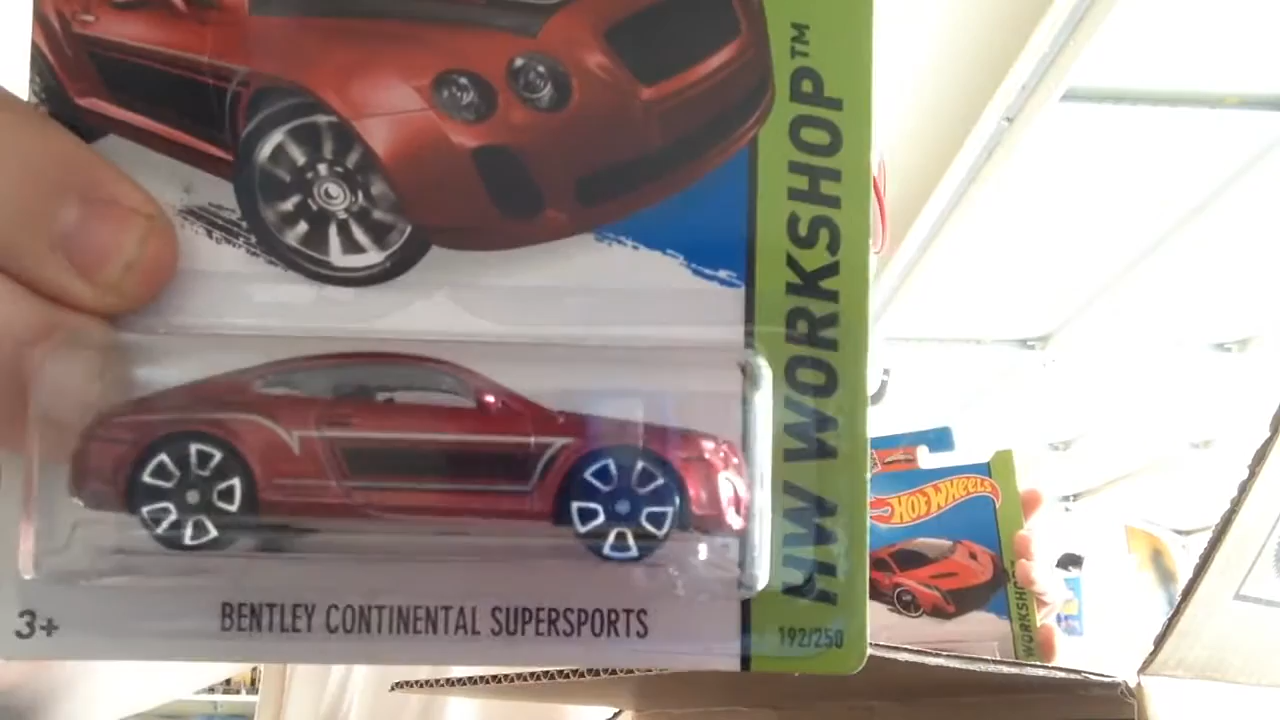 HW WORKSHOP™
3+
BENTLEY CONTINENTAL SUPERSPORTS
192/250
HOT WHEELS
WORKSHOP